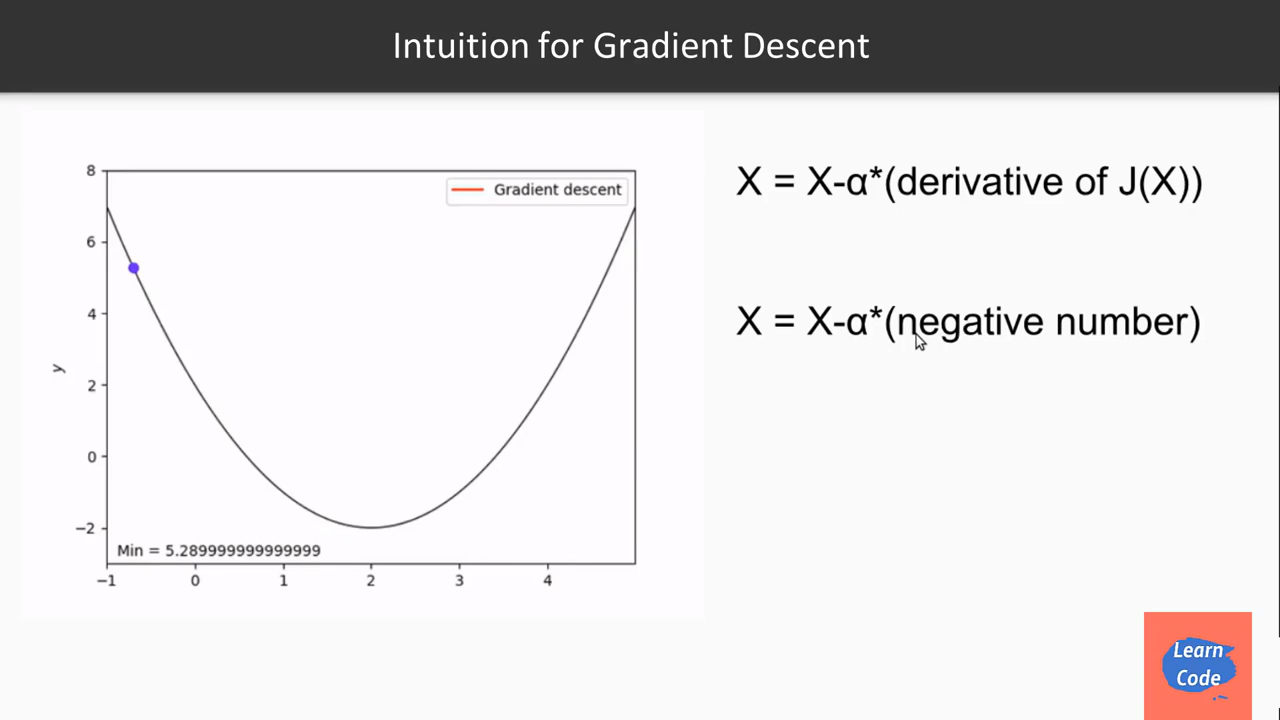 Intuition for Gradient Descent
8
6
4
2
0
−2
y
Gradient descent
Min = 5.289999999999999
−1 0 1 2 3 4
X = X-α*(derivative of J(X))
X = X-α*(negative number)
Learn
Code